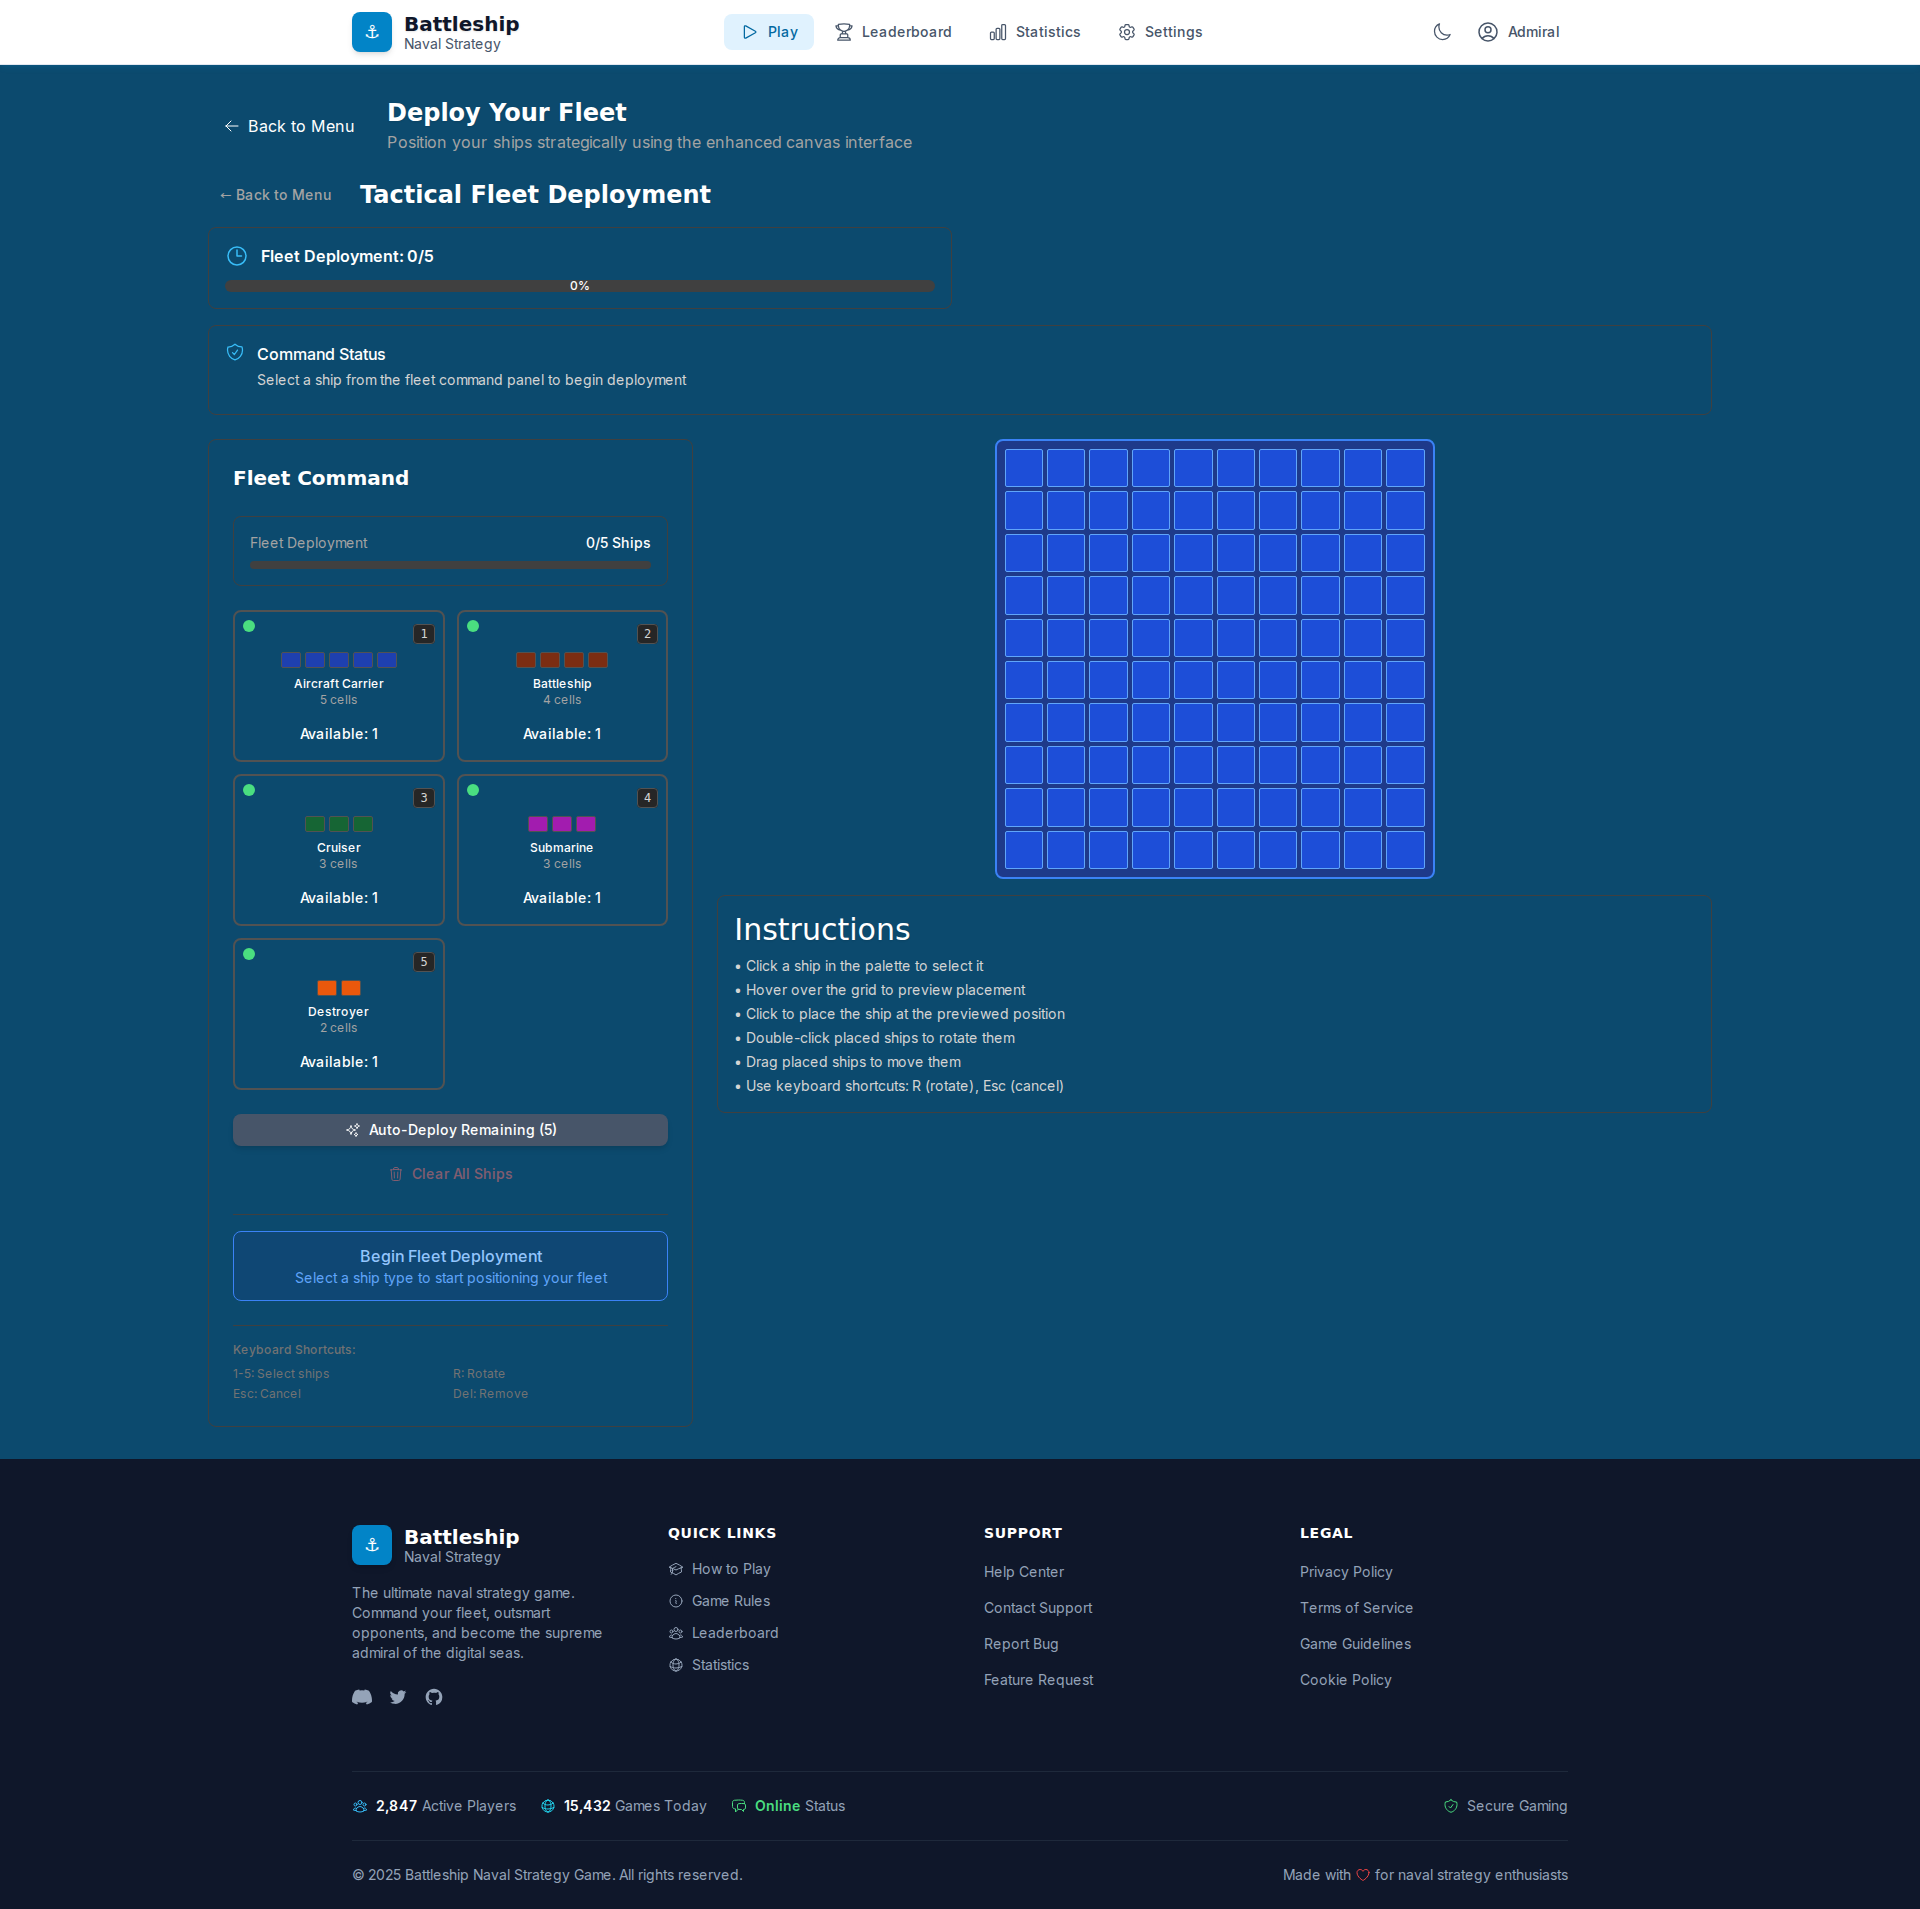 Battleship
Naval Strategy
Play
Leaderboard
Statistics
Settings
Admiral
Back to Menu
Deploy Your Fleet
Position your ships strategically using the enhanced canvas interface
← Back to Menu
Tactical Fleet Deployment
Fleet Deployment: 0/5
0%
Command Status
Select a ship from the fleet command panel to begin deployment
Fleet Command
Fleet Deployment
0/5 Ships
1
Aircraft Carrier
5 cells
Available: 1
2
Battleship
4 cells
Available: 1
3
Cruiser
3 cells
Available: 1
4
Submarine
3 cells
Available: 1
5
Destroyer
2 cells
Available: 1
Auto-Deploy Remaining (5)
Clear All Ships
Begin Fleet Deployment
Select a ship type to start positioning your fleet
Keyboard Shortcuts:
1-5: Select ships
R: Rotate
Esc: Cancel
Del: Remove
Instructions
• Click a ship in the palette to select it
• Hover over the grid to preview placement
• Click to place the ship at the previewed position
• Double-click placed ships to rotate them
• Drag placed ships to move them
• Use keyboard shortcuts: R (rotate), Esc (cancel)
Battleship
Naval Strategy
The ultimate naval strategy game.
Command your fleet, outsmart
opponents, and become the supreme
admiral of the digital seas.
QUICK LINKS
How to Play
Game Rules
Leaderboard
Statistics
SUPPORT
Help Center
Contact Support
Report Bug
Feature Request
LEGAL
Privacy Policy
Terms of Service
Game Guidelines
Cookie Policy
2,847 Active Players
15,432 Games Today
Online Status
Secure Gaming
© 2025 Battleship Naval Strategy Game. All rights reserved.
Made with ♡ for naval strategy enthusiasts